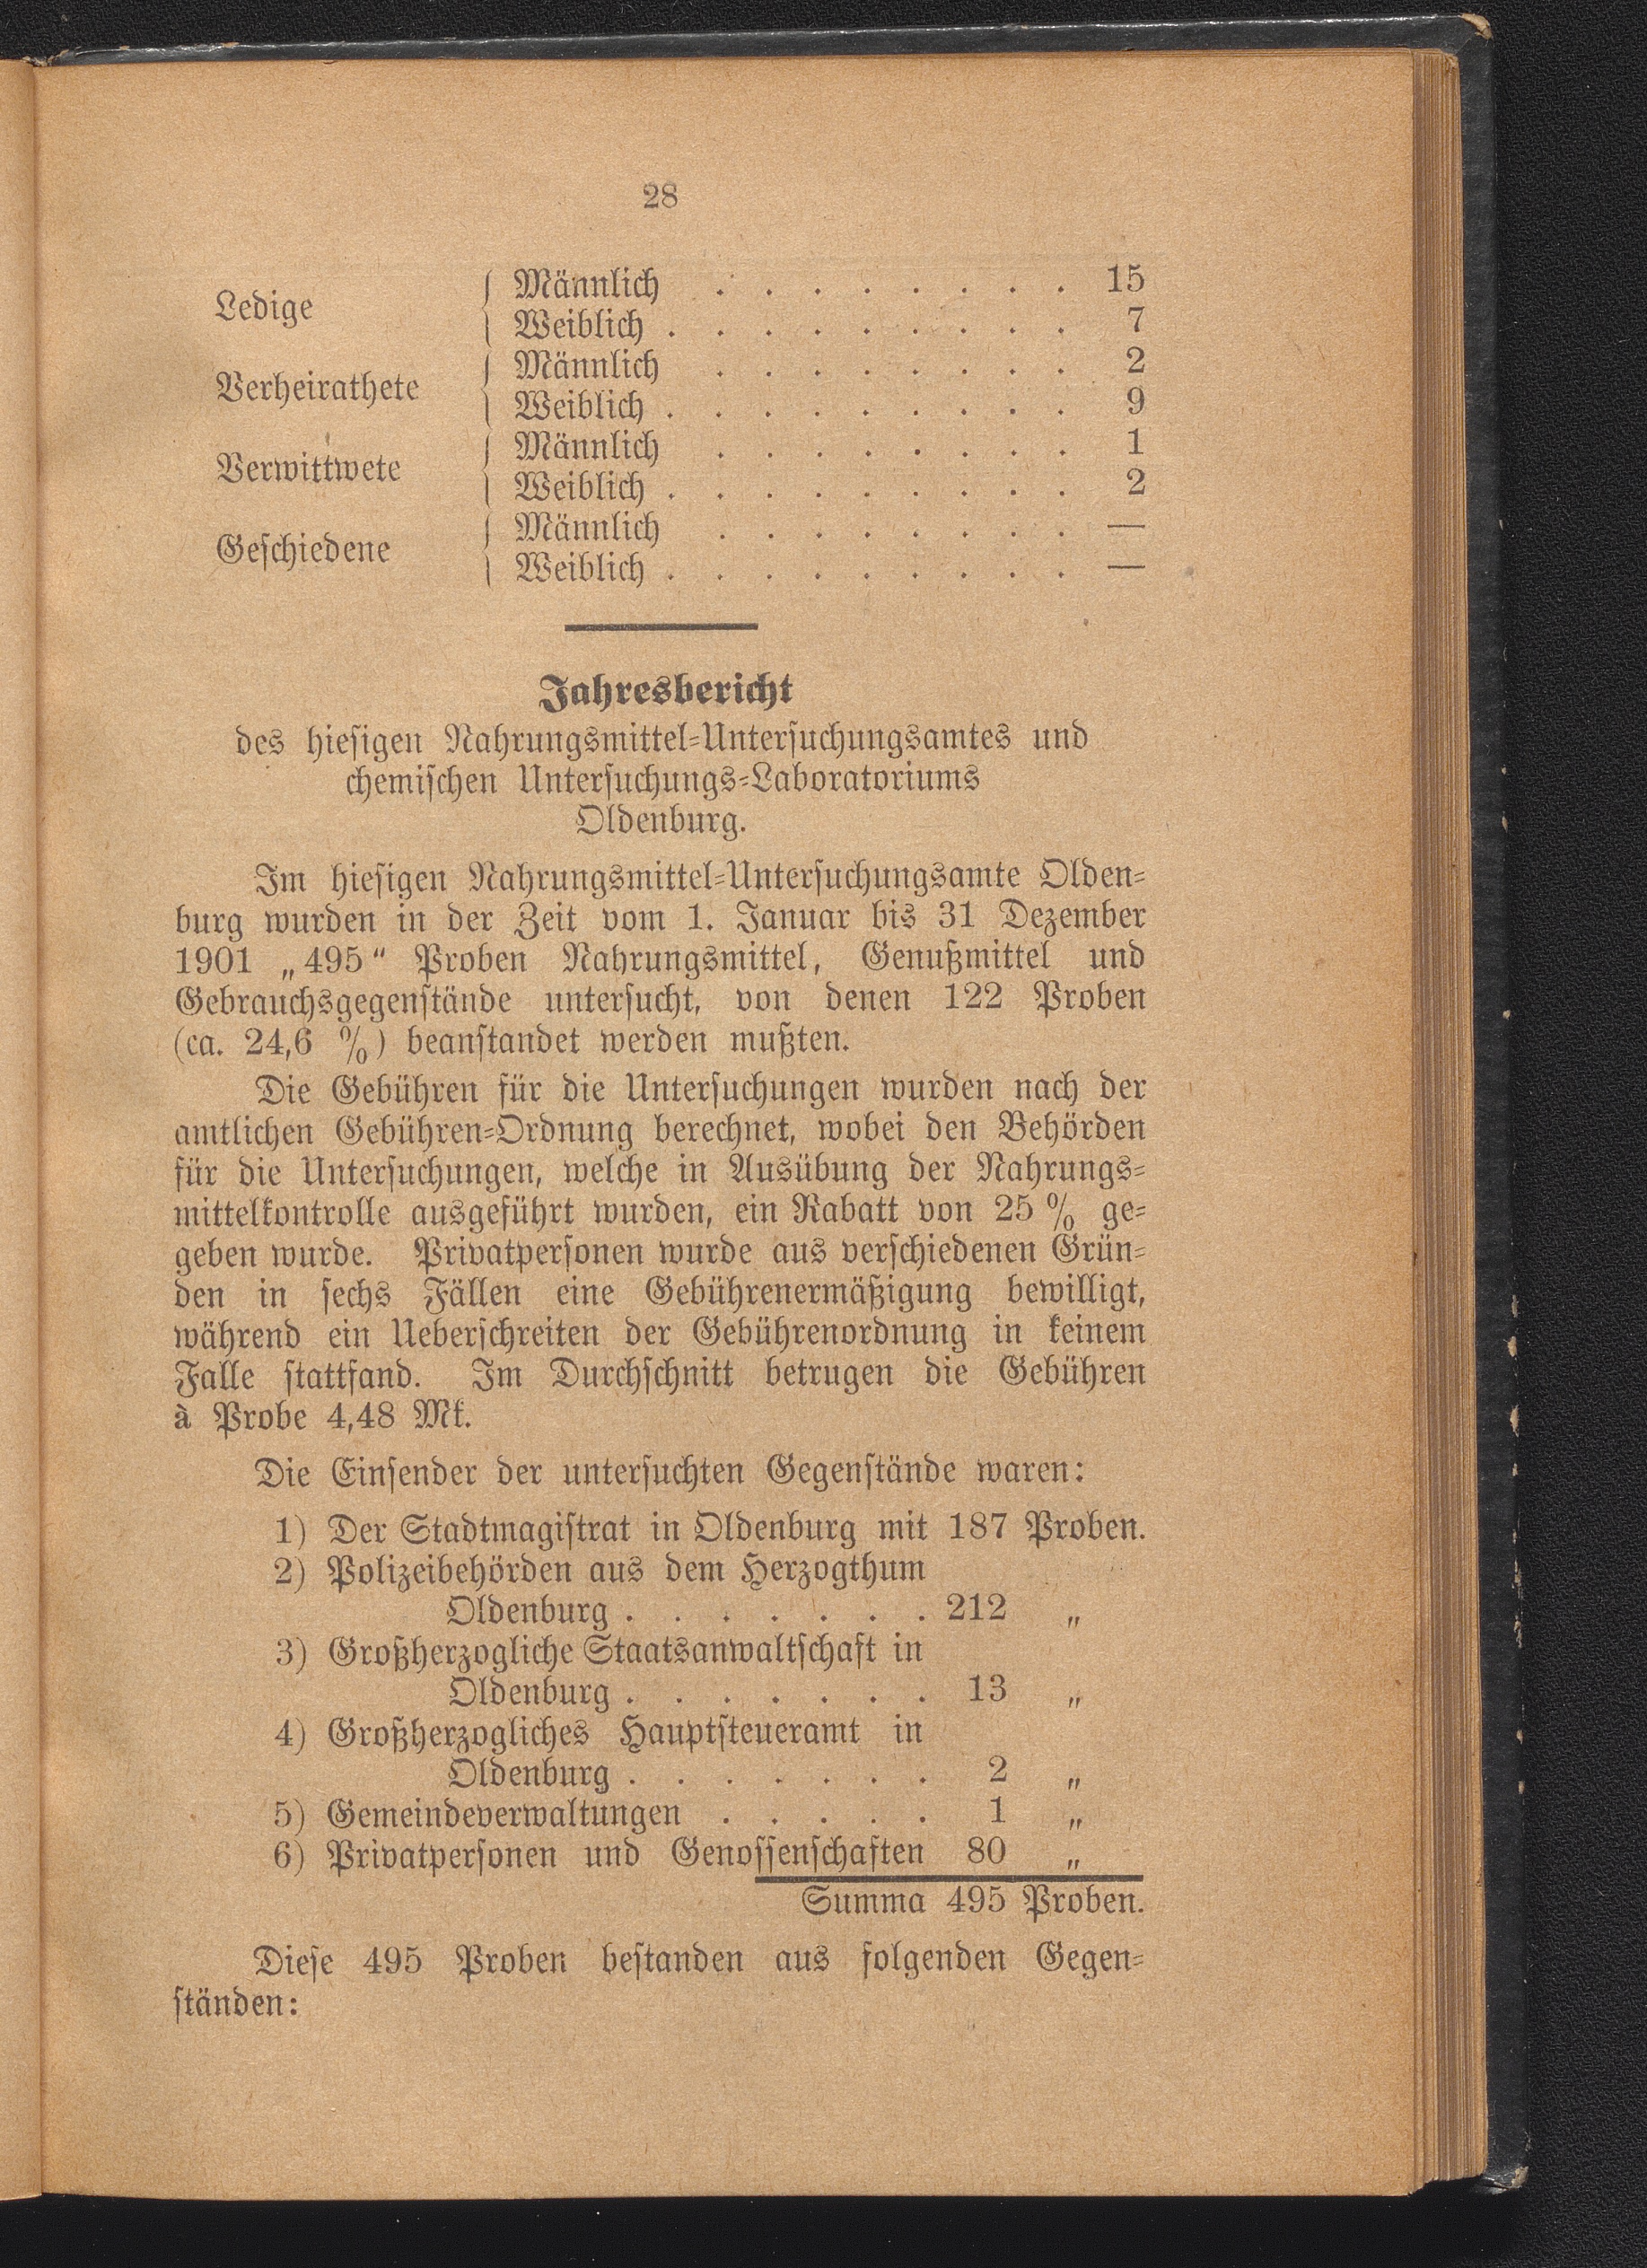 28
Ledige { Männlich . . . . . . . . 15
{ Weiblich . . . . . . . . . 7
Verheirathete { Männlich . . . . . . . . 2
{ Weiblich . . . . . . . . . 9
Verwittwete { Männlich . . . . . . . . 1
{ Weiblich . . . . . . . . . 2
Geschiedene { Männlich . . . . . . . . —
{ Weiblich . . . . . . . . . —
Jahresbericht
des hiesigen Nahrungsmittel-Untersuchungsamtes und
chemischen Untersuchungs-Laboratoriums
Oldenburg.
Im hiesigen Nahrungsmittel-Untersuchungsamte Olden-
burg wurden in der Zeit vom 1. Januar bis 31 Dezember
1901 „495“ Proben Nahrungsmittel, Genußmittel und
Gebrauchsgegenstände untersucht, von denen 122 Proben
(ca. 24,6 %) beanstandet werden mußten.
Die Gebühren für die Untersuchungen wurden nach der
amtlichen Gebühren-Ordnung berechnet, wobei den Behörden
für die Untersuchungen, welche in Ausübung der Nahrungs-
mittelkontrolle ausgeführt wurden, ein Rabatt von 25 % ge-
geben wurde. Privatpersonen wurde aus verschiedenen Grün-
den in sechs Fällen eine Gebührenermäßigung bewilligt,
während ein Ueberschreiten der Gebührenordnung in keinem
Falle stattfand. Im Durchschnitt betrugen die Gebühren
à Probe 4,48 Mk.
Die Einsender der untersuchten Gegenstände waren:
1) Der Stadtmagistrat in Oldenburg mit 187 Proben.
2) Polizeibehörden aus dem Herzogthum
Oldenburg . . . . . . . 212 „
3) Großherzogliche Staatsanwaltschaft in
Oldenburg . . . . . . . 13 „
4) Großherzogliches Hauptsteueramt in
Oldenburg . . . . . . . 2 „
5) Gemeindeverwaltungen . . . . . 1 „
6) Privatpersonen und Genossenschaften 80 „
Summa 495 Proben.
Diese 495 Proben bestanden aus folgenden Gegen-
ständen: